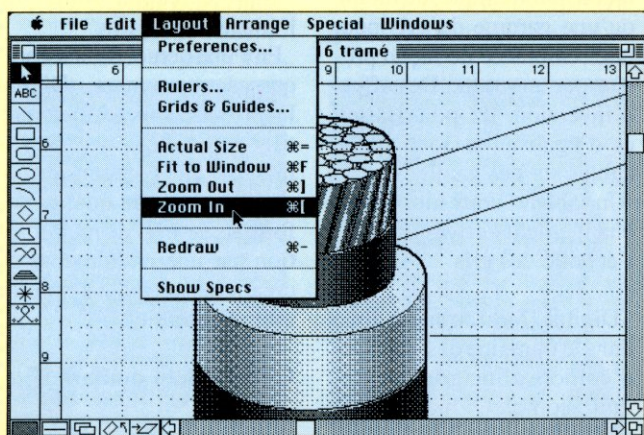 File Edit Layout Arrange Special Windows
16 tramé
Preferences...
Rulers...
Grids & Guides...
Actual Size ⌘=
Fit to Window ⌘F
Zoom Out ⌘]
Zoom In ⌘[
Redraw ⌘-
Show Specs
6 9 10 11 12 13
ABC
6
7
8
9